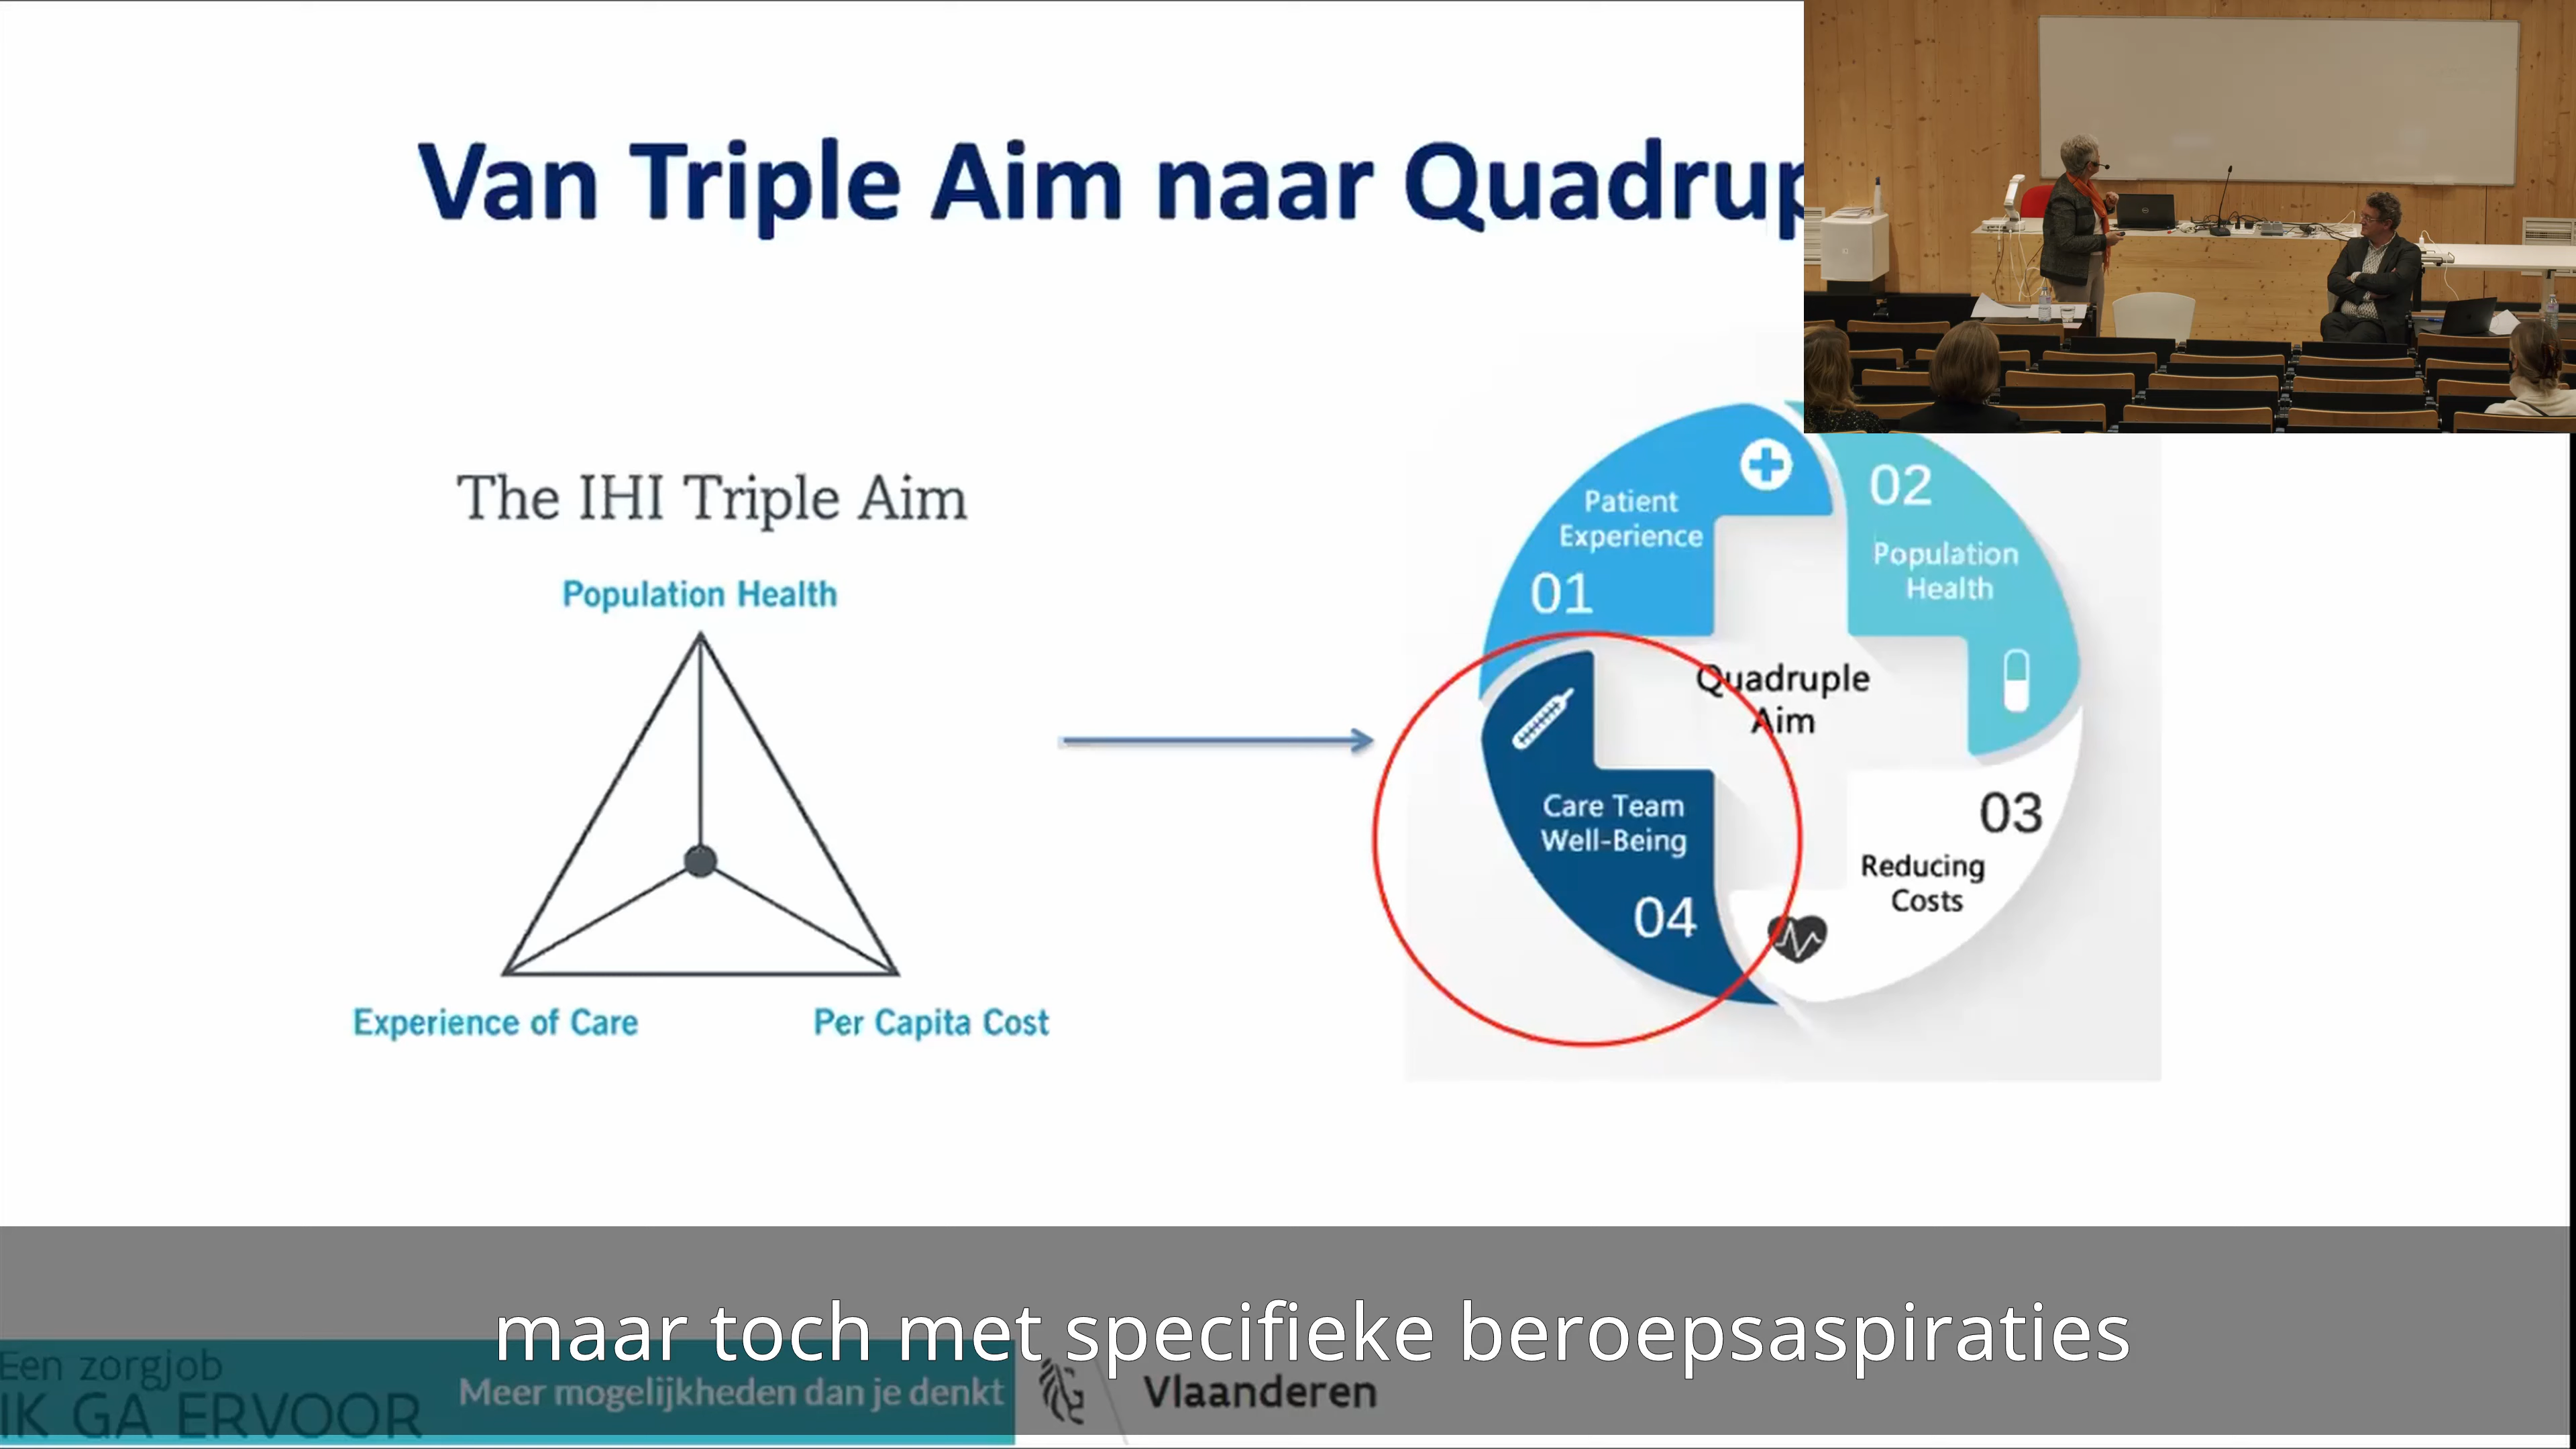 Van Triple Aim naar
The IHI Triple Aim
Population Health
Experience of Care
Per Capita Cost
Patient
Experience
01
02
Population
Health
Quadruple
Aim
Care Team
Well-Being
04
03
Reducing
Costs
maar toch met specifieke beroepsaspiraties
Een zorgjob
IK GA ERVOOR
Meer mogelijkheden dan je denkt
Vlaanderen